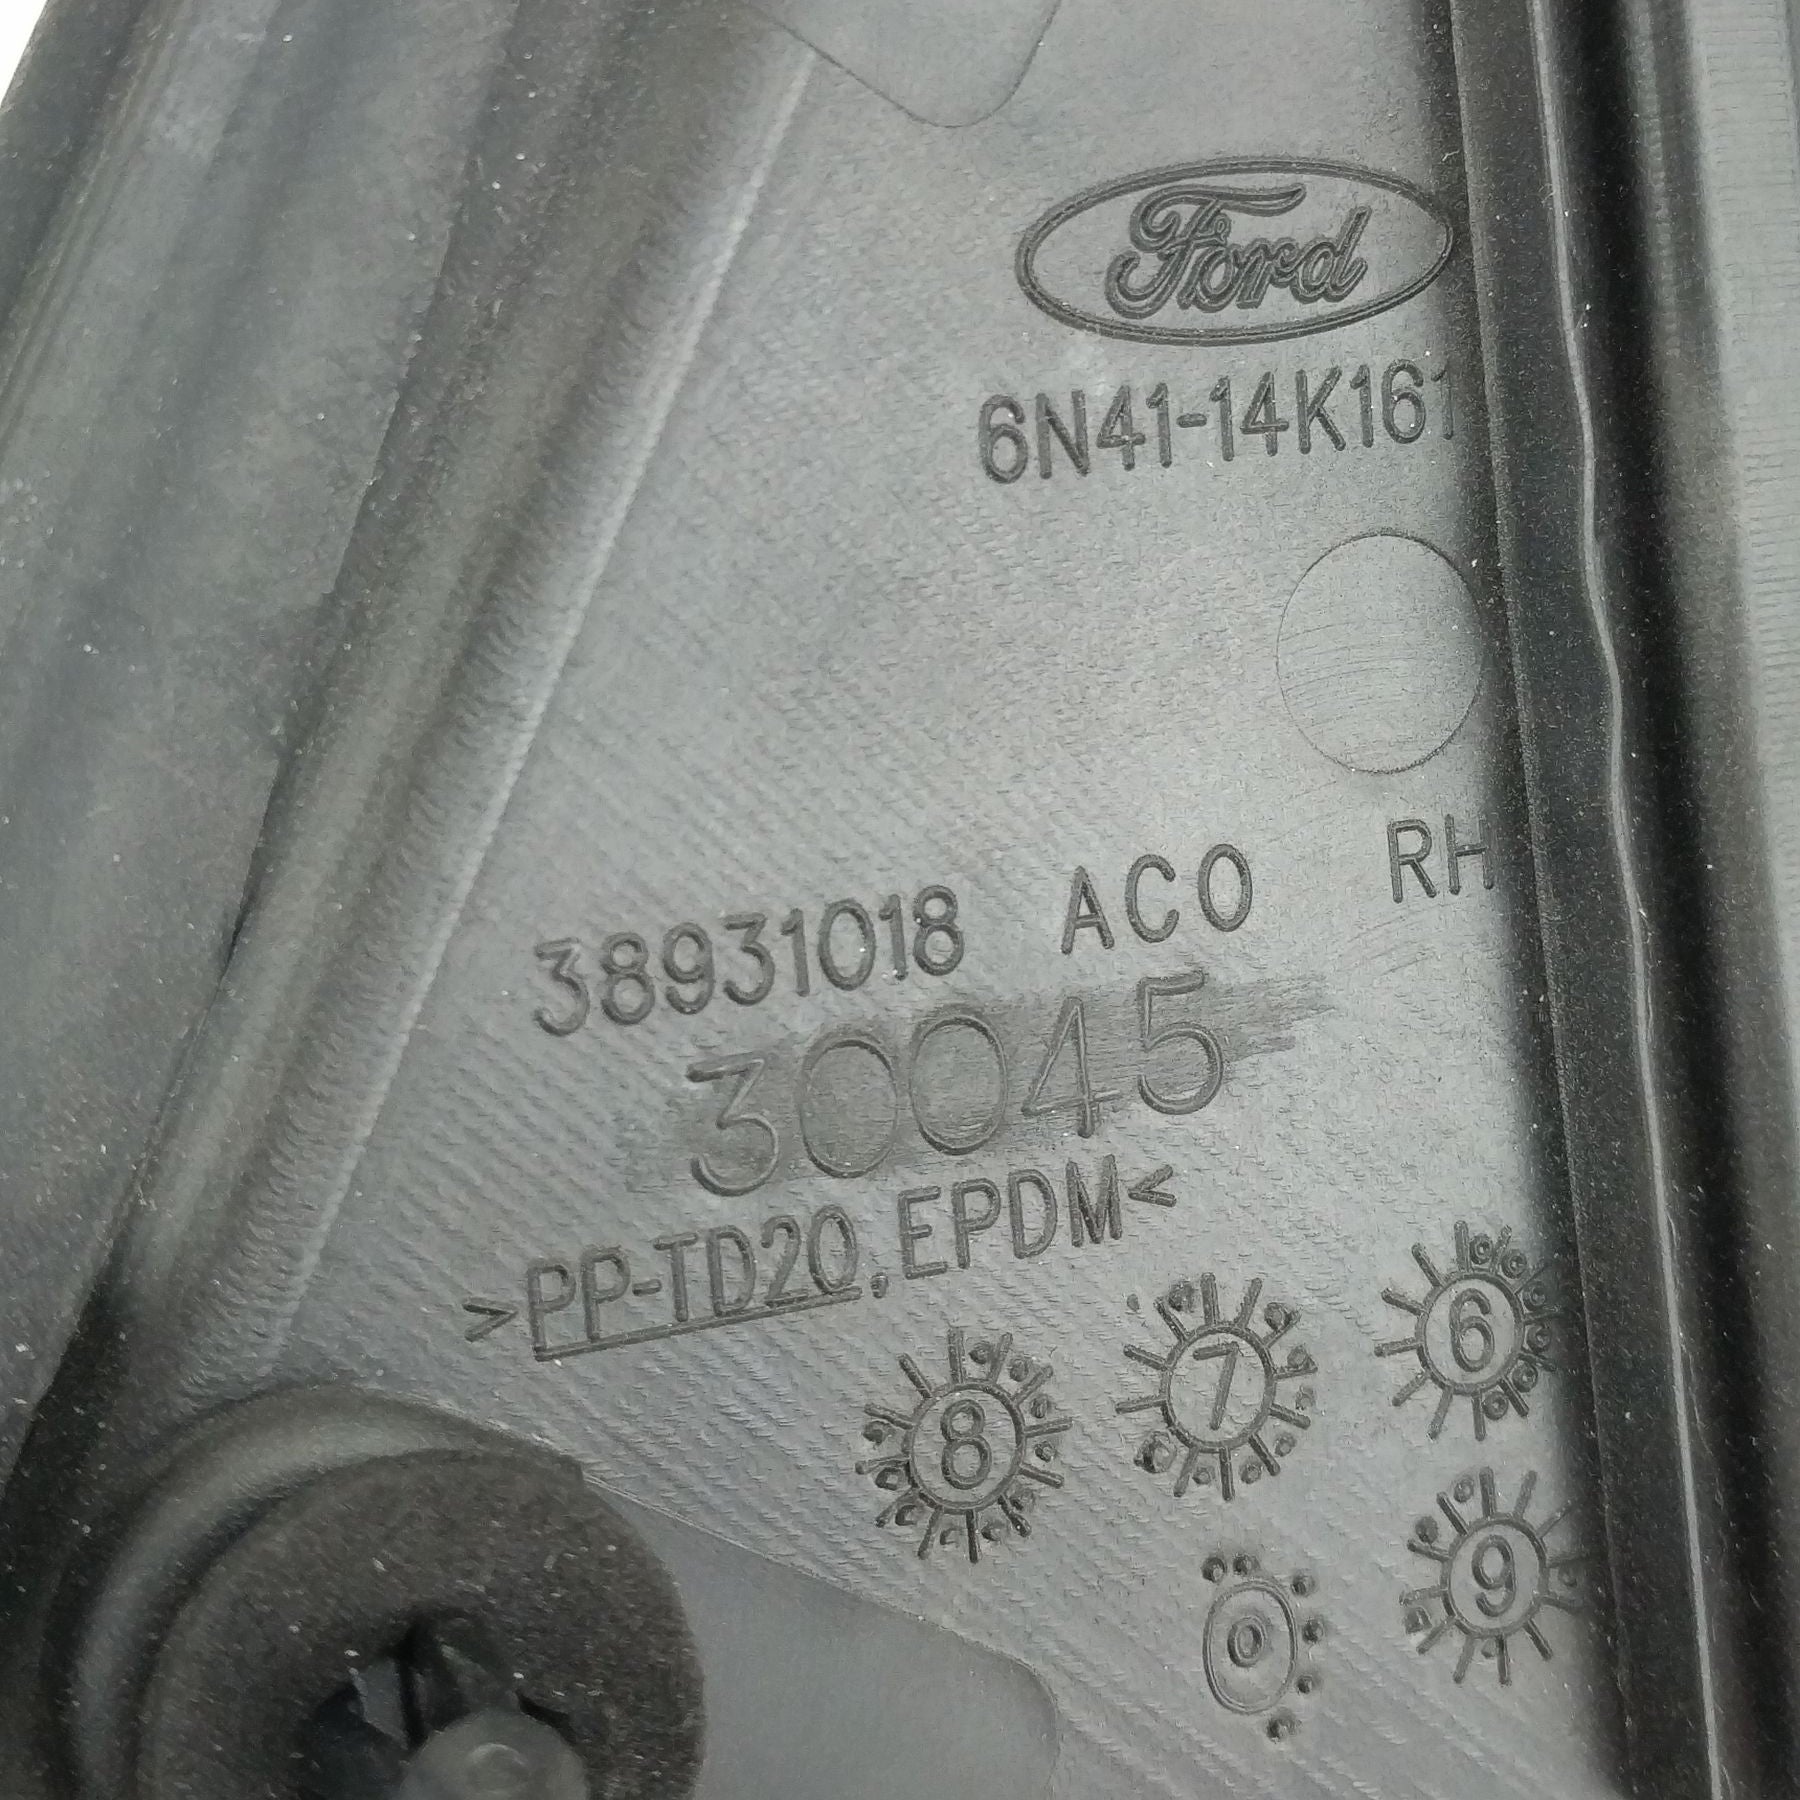 Ford
6N41-14K161
38931018 ACO RH
30045
>PP-TD20,EPDM<
8 7 6
0 9